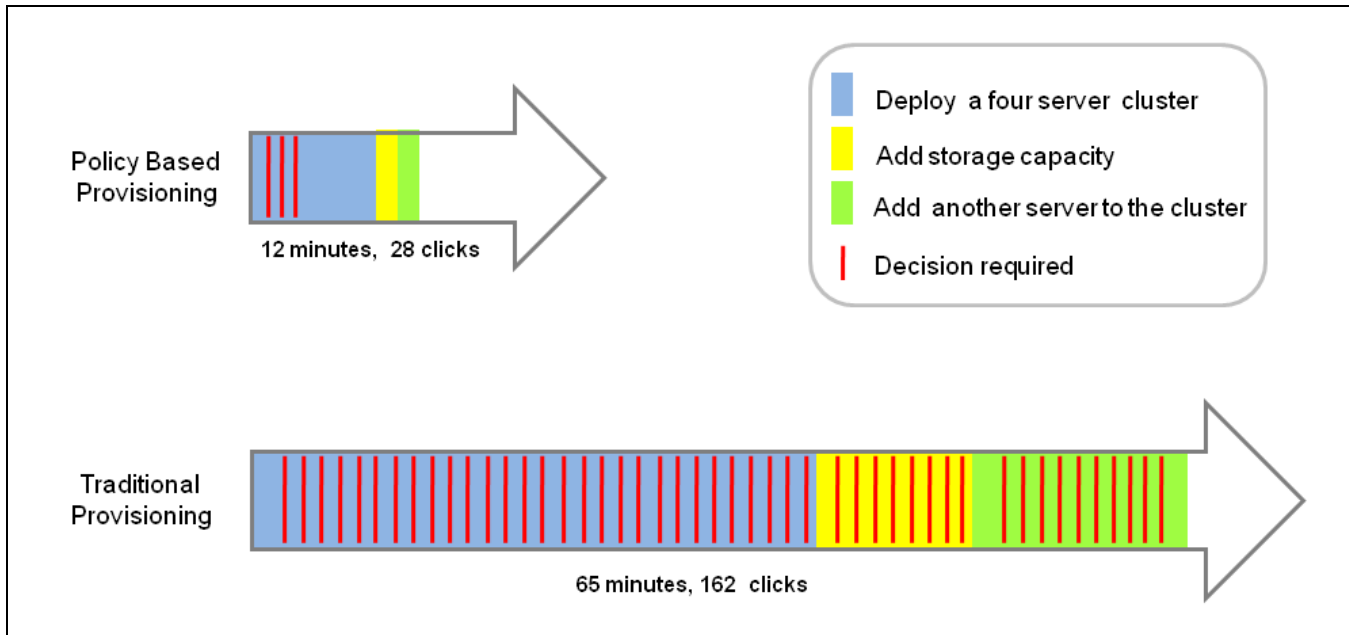 Policy Based
Provisioning
12 minutes, 28 clicks
Deploy a four server cluster
Add storage capacity
Add another server to the cluster
Decision required
Traditional
Provisioning
65 minutes, 162 clicks